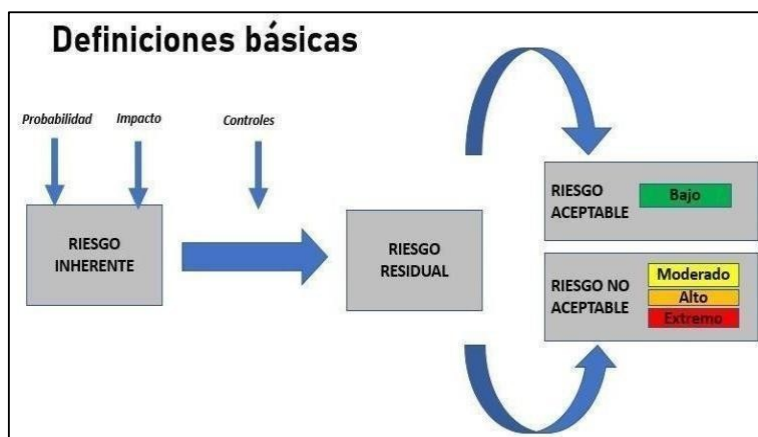 Definiciones básicas
Probabilidad
Impacto
Controles
RIESGO
INHERENTE
RIESGO
RESIDUAL
RIESGO
ACEPTABLE
Bajo
RIESGO NO
ACEPTABLE
Moderado
Alto
Extremo